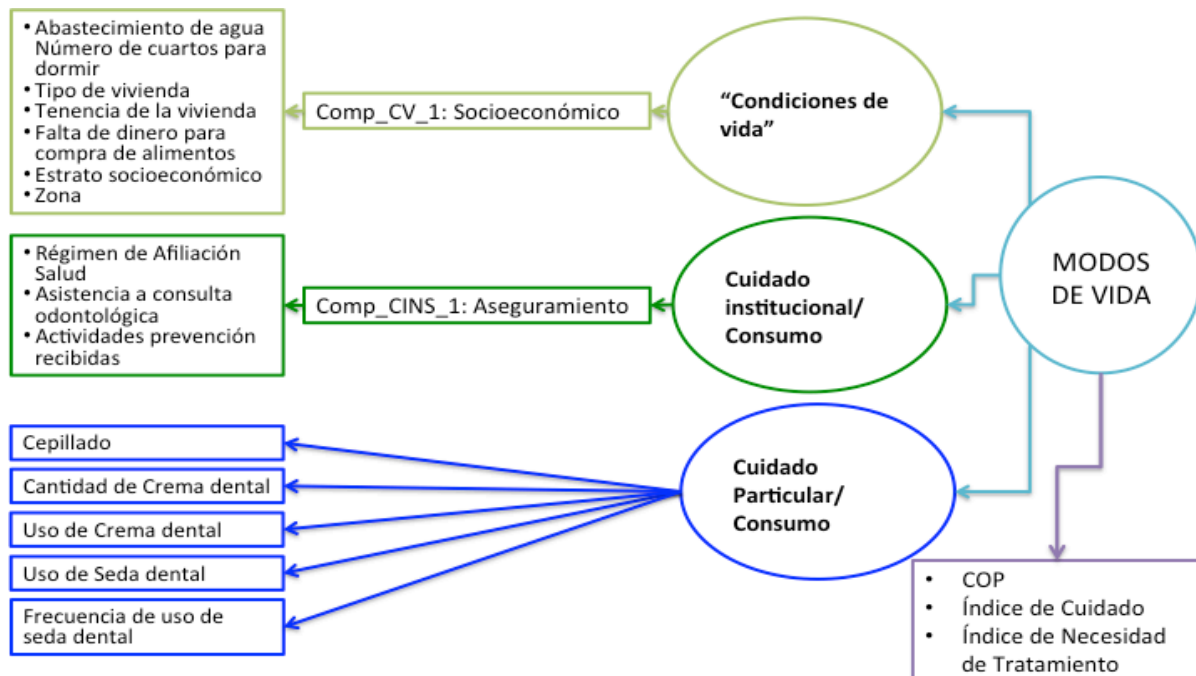 • Abastecimiento de agua
Número de cuartos para
dormir
• Tipo de vivienda
• Tenencia de la vivienda
• Falta de dinero para
compra de alimentos
• Estrato socioeconómico
• Zona
Comp_CV_1: Socioeconómico
“Condiciones de
vida”
• Régimen de Afiliación
Salud
• Asistencia a consulta
odontológica
• Actividades prevención
recibidas
Comp_CINS_1: Aseguramiento
Cuidado
institucional/
Consumo
MODOS
DE VIDA
Cepillado
Cantidad de Crema dental
Uso de Crema dental
Uso de Seda dental
Frecuencia de uso de
seda dental
Cuidado
Particular/
Consumo
• COP
• Índice de Cuidado
• Índice de Necesidad
de Tratamiento